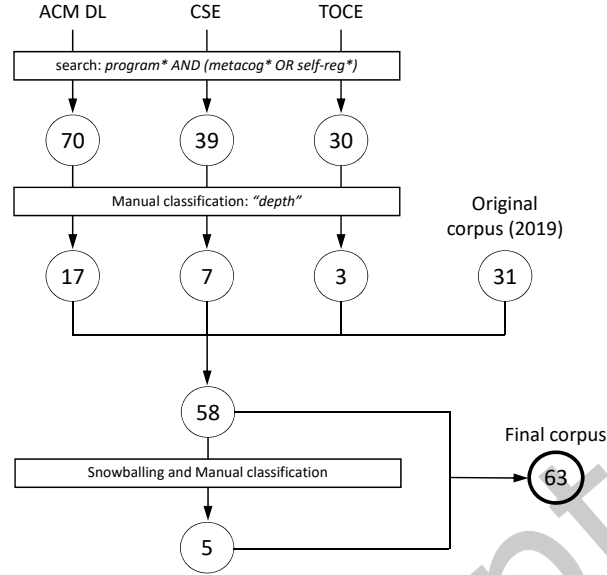 ACM DL CSE TOCE
search: program* AND (metacog* OR self-reg*)
70 39 30
Manual classification: “depth”
Original
corpus (2019)
17 7 3 31
58
Final corpus
Snowballing and Manual classification
63
5